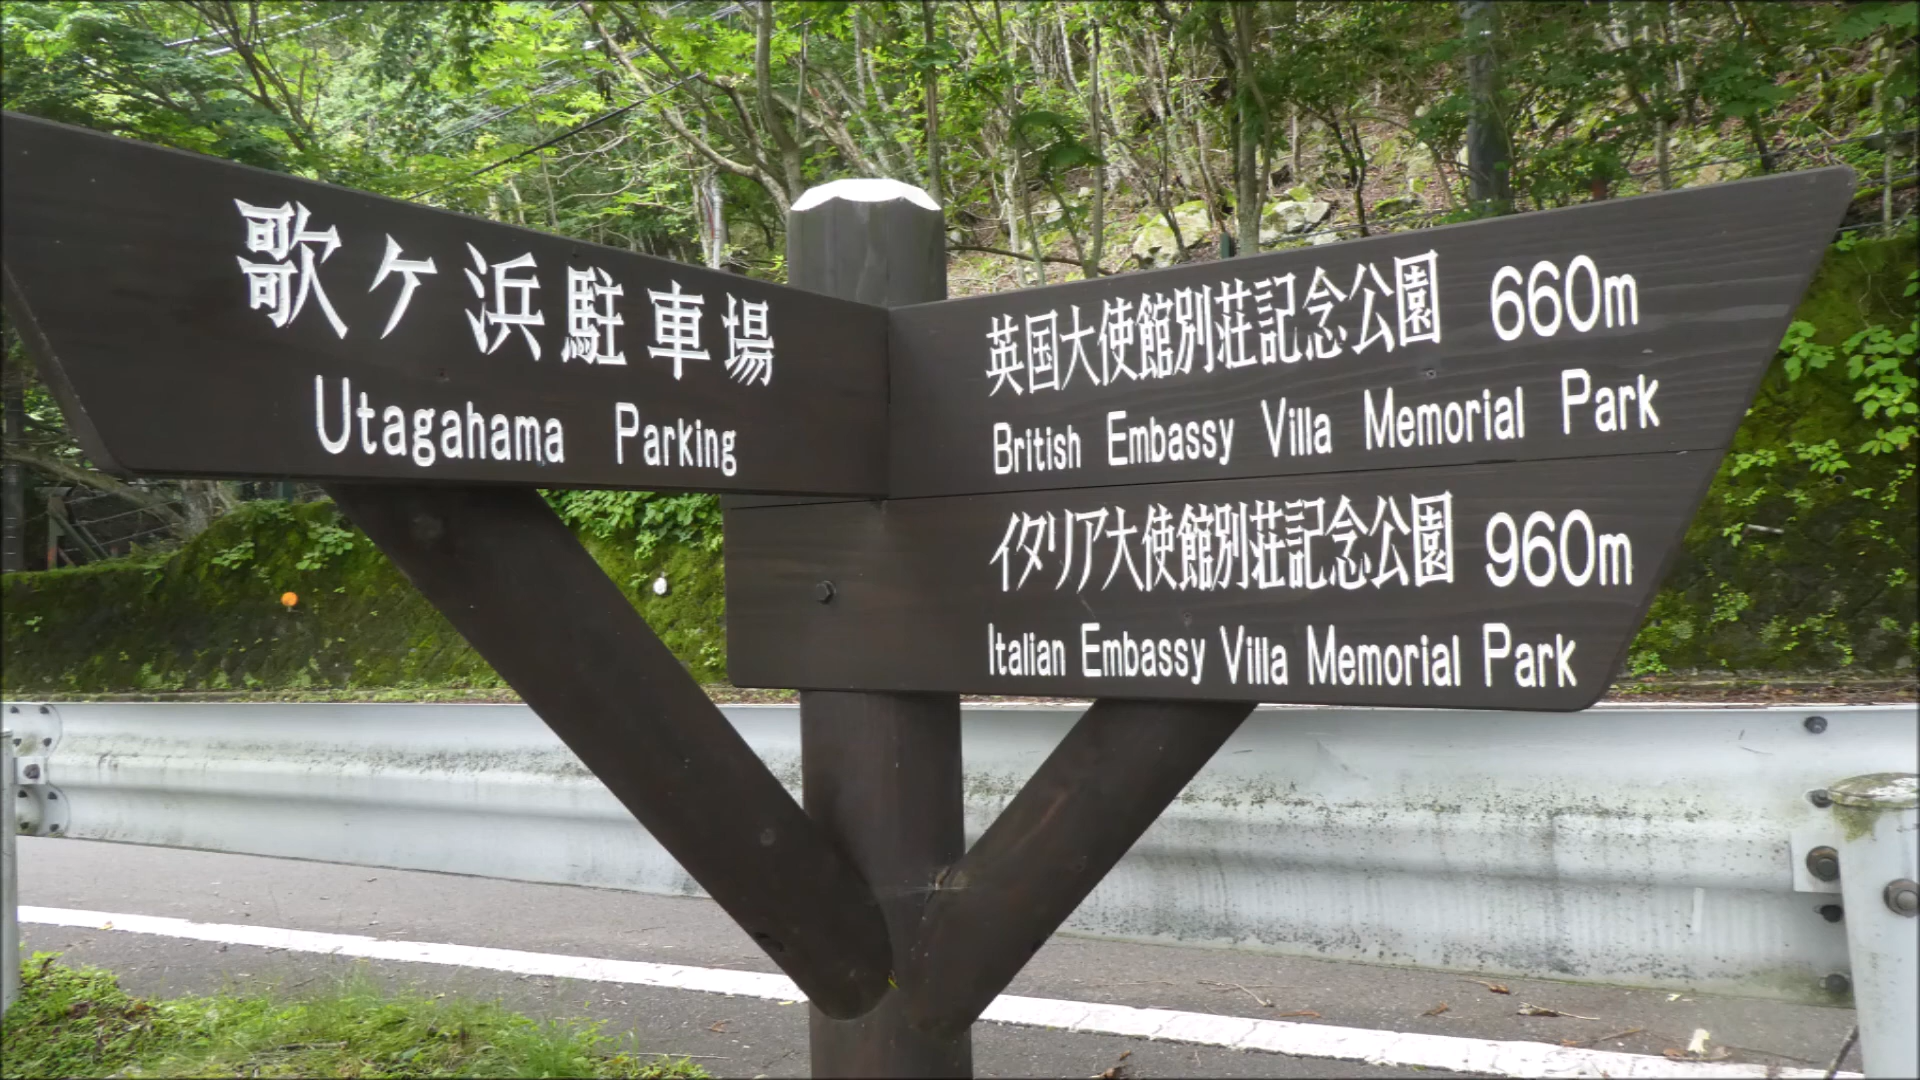 歌ケ浜駐車場
Utagahama Parking
英国大使館別荘記念公園 660m
British Embassy Villa Memorial Park
イタリア大使館別荘記念公園 960m
Italian Embassy Villa Memorial Park